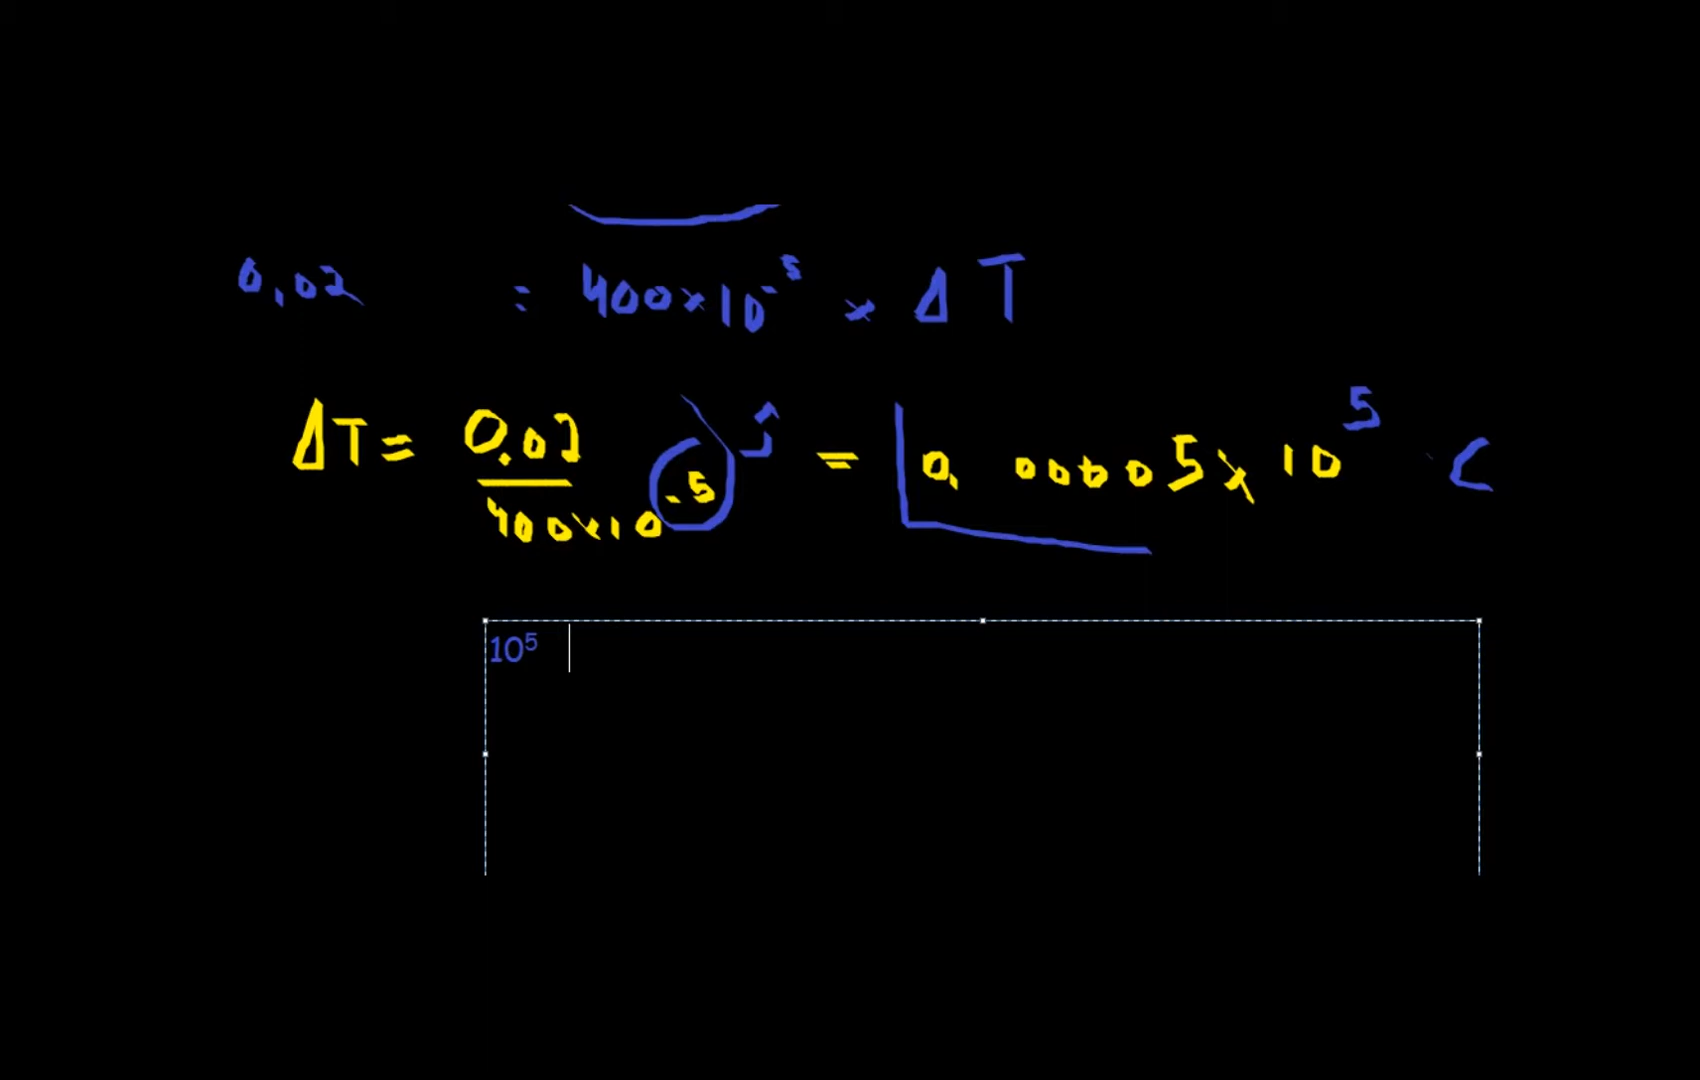 0.02 = 400×10⁻⁵ × ΔT
ΔT = 0.02 / 400×10⁻⁵ = 0.00005×10⁵ C
10⁵